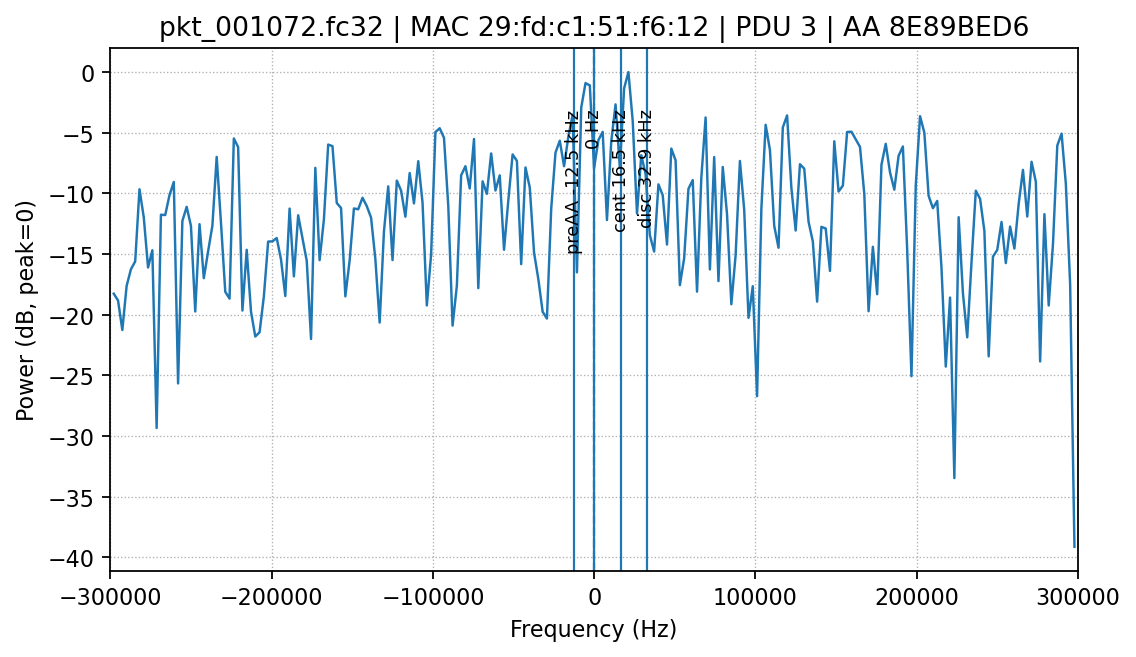 pkt_001072.fc32 | MAC 29:fd:c1:51:f6:12 | PDU 3 | AA 8E89BED6
Power (dB, peak=0)
0
−5
−10
−15
−20
−25
−30
−35
−40
preAA -12.5 kHz
0 Hz
cent 16.5 kHz
disc 32.9 kHz
−300000
−200000
−100000
0
100000
200000
300000
Frequency (Hz)